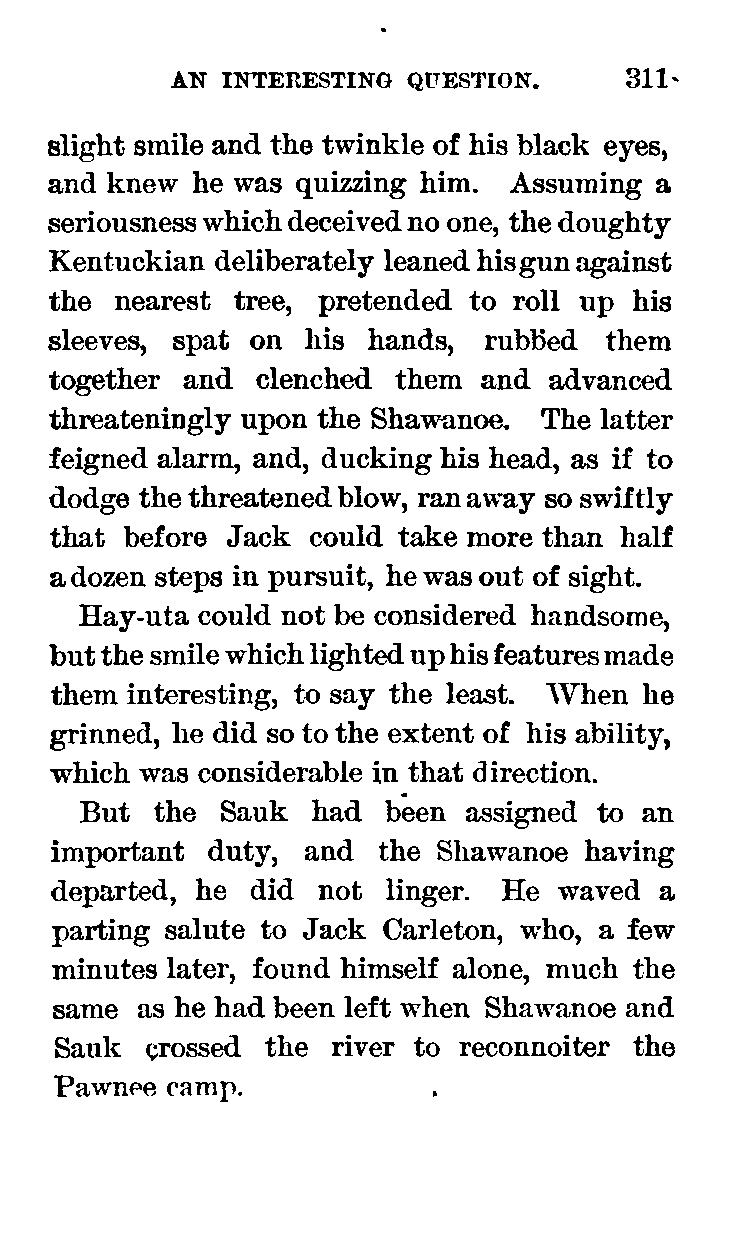 AN INTERESTING QUESTION. 311
slight smile and the twinkle of his black eyes,
and knew he was quizzing him. Assuming a
seriousness which deceived no one, the doughty
Kentuckian deliberately leaned his gun against
the nearest tree, pretended to roll up his
sleeves, spat on his hands, rubbed them
together and clenched them and advanced
threateningly upon the Shawanoe. The latter
feigned alarm, and, ducking his head, as if to
dodge the threatened blow, ran away so swiftly
that before Jack could take more than half
a dozen steps in pursuit, he was out of sight.
Hay-uta could not be considered handsome,
but the smile which lighted up his features made
them interesting, to say the least. When he
grinned, he did so to the extent of his ability,
which was considerable in that direction.
But the Sauk had been assigned to an
important duty, and the Shawanoe having
departed, he did not linger. He waved a
parting salute to Jack Carleton, who, a few
minutes later, found himself alone, much the
same as he had been left when Shawanoe and
Sauk crossed the river to reconnoiter the
Pawnee camp.